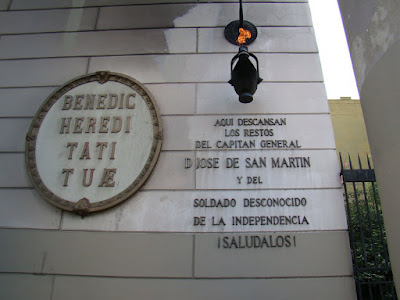 BENEDIC
HEREDI
TATI
TUÆ
AQUI DESCANSAN
LOS RESTOS
DEL CAPITAN GENERAL
D JOSE DE SAN MARTIN
Y DEL
SOLDADO DESCONOCIDO
DE LA INDEPENDENCIA
¡SALUDALOS!